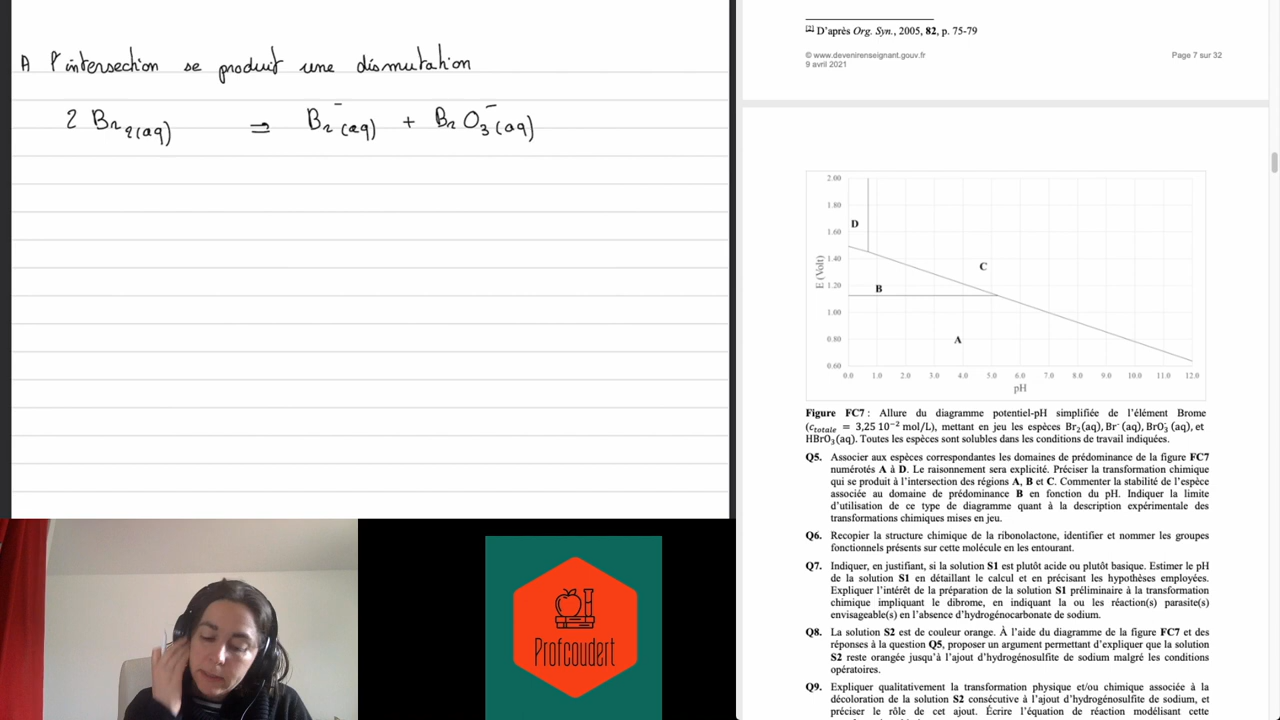 A l'intersection se produit une dismutation
2 Br2(aq) ⇌ Br-(aq) + BrO3-(aq)
[2] D'après Org. Syn., 2005, 82, p. 75-79
© www.devenirenseignant.gouv.fr
9 avril 2021
Page 7 sur 32
2.00
1.80
1.60
1.40
1.20
1.00
0.80
0.60
E (Volt)
D
C
B
A
0.0 1.0 2.0 3.0 4.0 5.0 6.0 7.0 8.0 9.0 10.0 11.0 12.0
pH
Figure FC7 : Allure du diagramme potentiel-pH simplifiée de l'élément Brome
(ctotale = 3,25 10−2 mol/L), mettant en jeu les espèces Br2(aq), Br-(aq), BrO3-(aq), et
HBrO3(aq). Toutes les espèces sont solubles dans les conditions de travail indiquées.
Q5. Associer aux espèces correspondantes les domaines de prédominance de la figure FC7
numérotés A à D. Le raisonnement sera explicité. Préciser la transformation chimique
qui se produit à l'intersection des régions A, B et C. Commenter la stabilité de l'espèce
associée au domaine de prédominance B en fonction du pH. Indiquer la limite
d'utilisation de ce type de diagramme quant à la description expérimentale des
transformations chimiques mises en jeu.
Q6. Recopier la structure chimique de la ribonolactone, identifier et nommer les groupes
fonctionnels présents sur cette molécule en les entourant.
Q7. Indiquer, en justifiant, si la solution S1 est plutôt acide ou plutôt basique. Estimer le pH
de la solution S1 en détaillant le calcul et en précisant les hypothèses employées.
Expliquer l'intérêt de la préparation de la solution S1 préliminaire à la transformation
chimique impliquant le dibrome, en indiquant la ou les réaction(s) parasite(s)
envisageable(s) en l'absence d'hydrogénocarbonate de sodium.
Q8. La solution S2 est de couleur orange. À l'aide du diagramme de la figure FC7 et des
réponses à la question Q5, proposer un argument permettant d'expliquer que la solution
S2 reste orangée jusqu'à l'ajout d'hydrogénosulfite de sodium malgré les conditions
opératoires.
Q9. Expliquer qualitativement la transformation physique et/ou chimique associée à la
décoloration de la solution S2 consécutive à l'ajout d'hydrogénosulfite de sodium, et
préciser le rôle de cet ajout. Écrire l'équation de réaction modélisant cette
Profcoudert